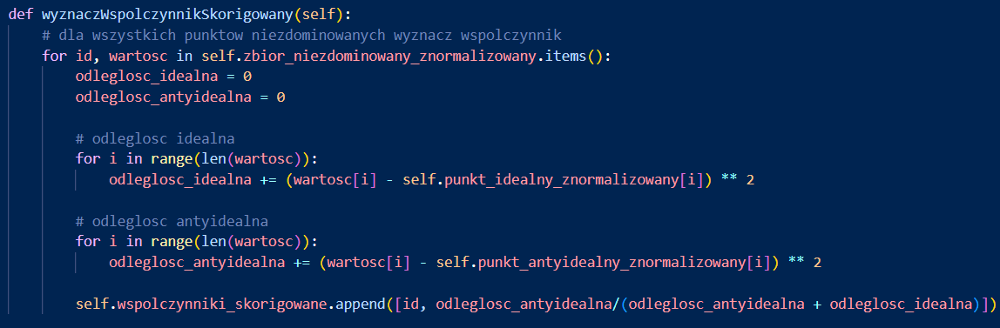 def wyznaczWspolczynnikSkorigowany(self):
# dla wszystkich punktow niezdominowanych wyznacz wspolczynnik
for id, wartosc in self.zbior_niezdominowany_znormalizowany.items():
odleglosc_idealna = 0
odleglosc_antyidealna = 0
# odleglosc idealna
for i in range(len(wartosc)):
odleglosc_idealna += (wartosc[i] - self.punkt_idealny_znormalizowany[i]) ** 2
# odleglosc antyidealna
for i in range(len(wartosc)):
odleglosc_antyidealna += (wartosc[i] - self.punkt_antyidealny_znormalizowany[i]) ** 2
self.wspolczynniki_skorigowane.append([id, odleglosc_antyidealna/(odleglosc_antyidealna + odleglosc_idealna)])